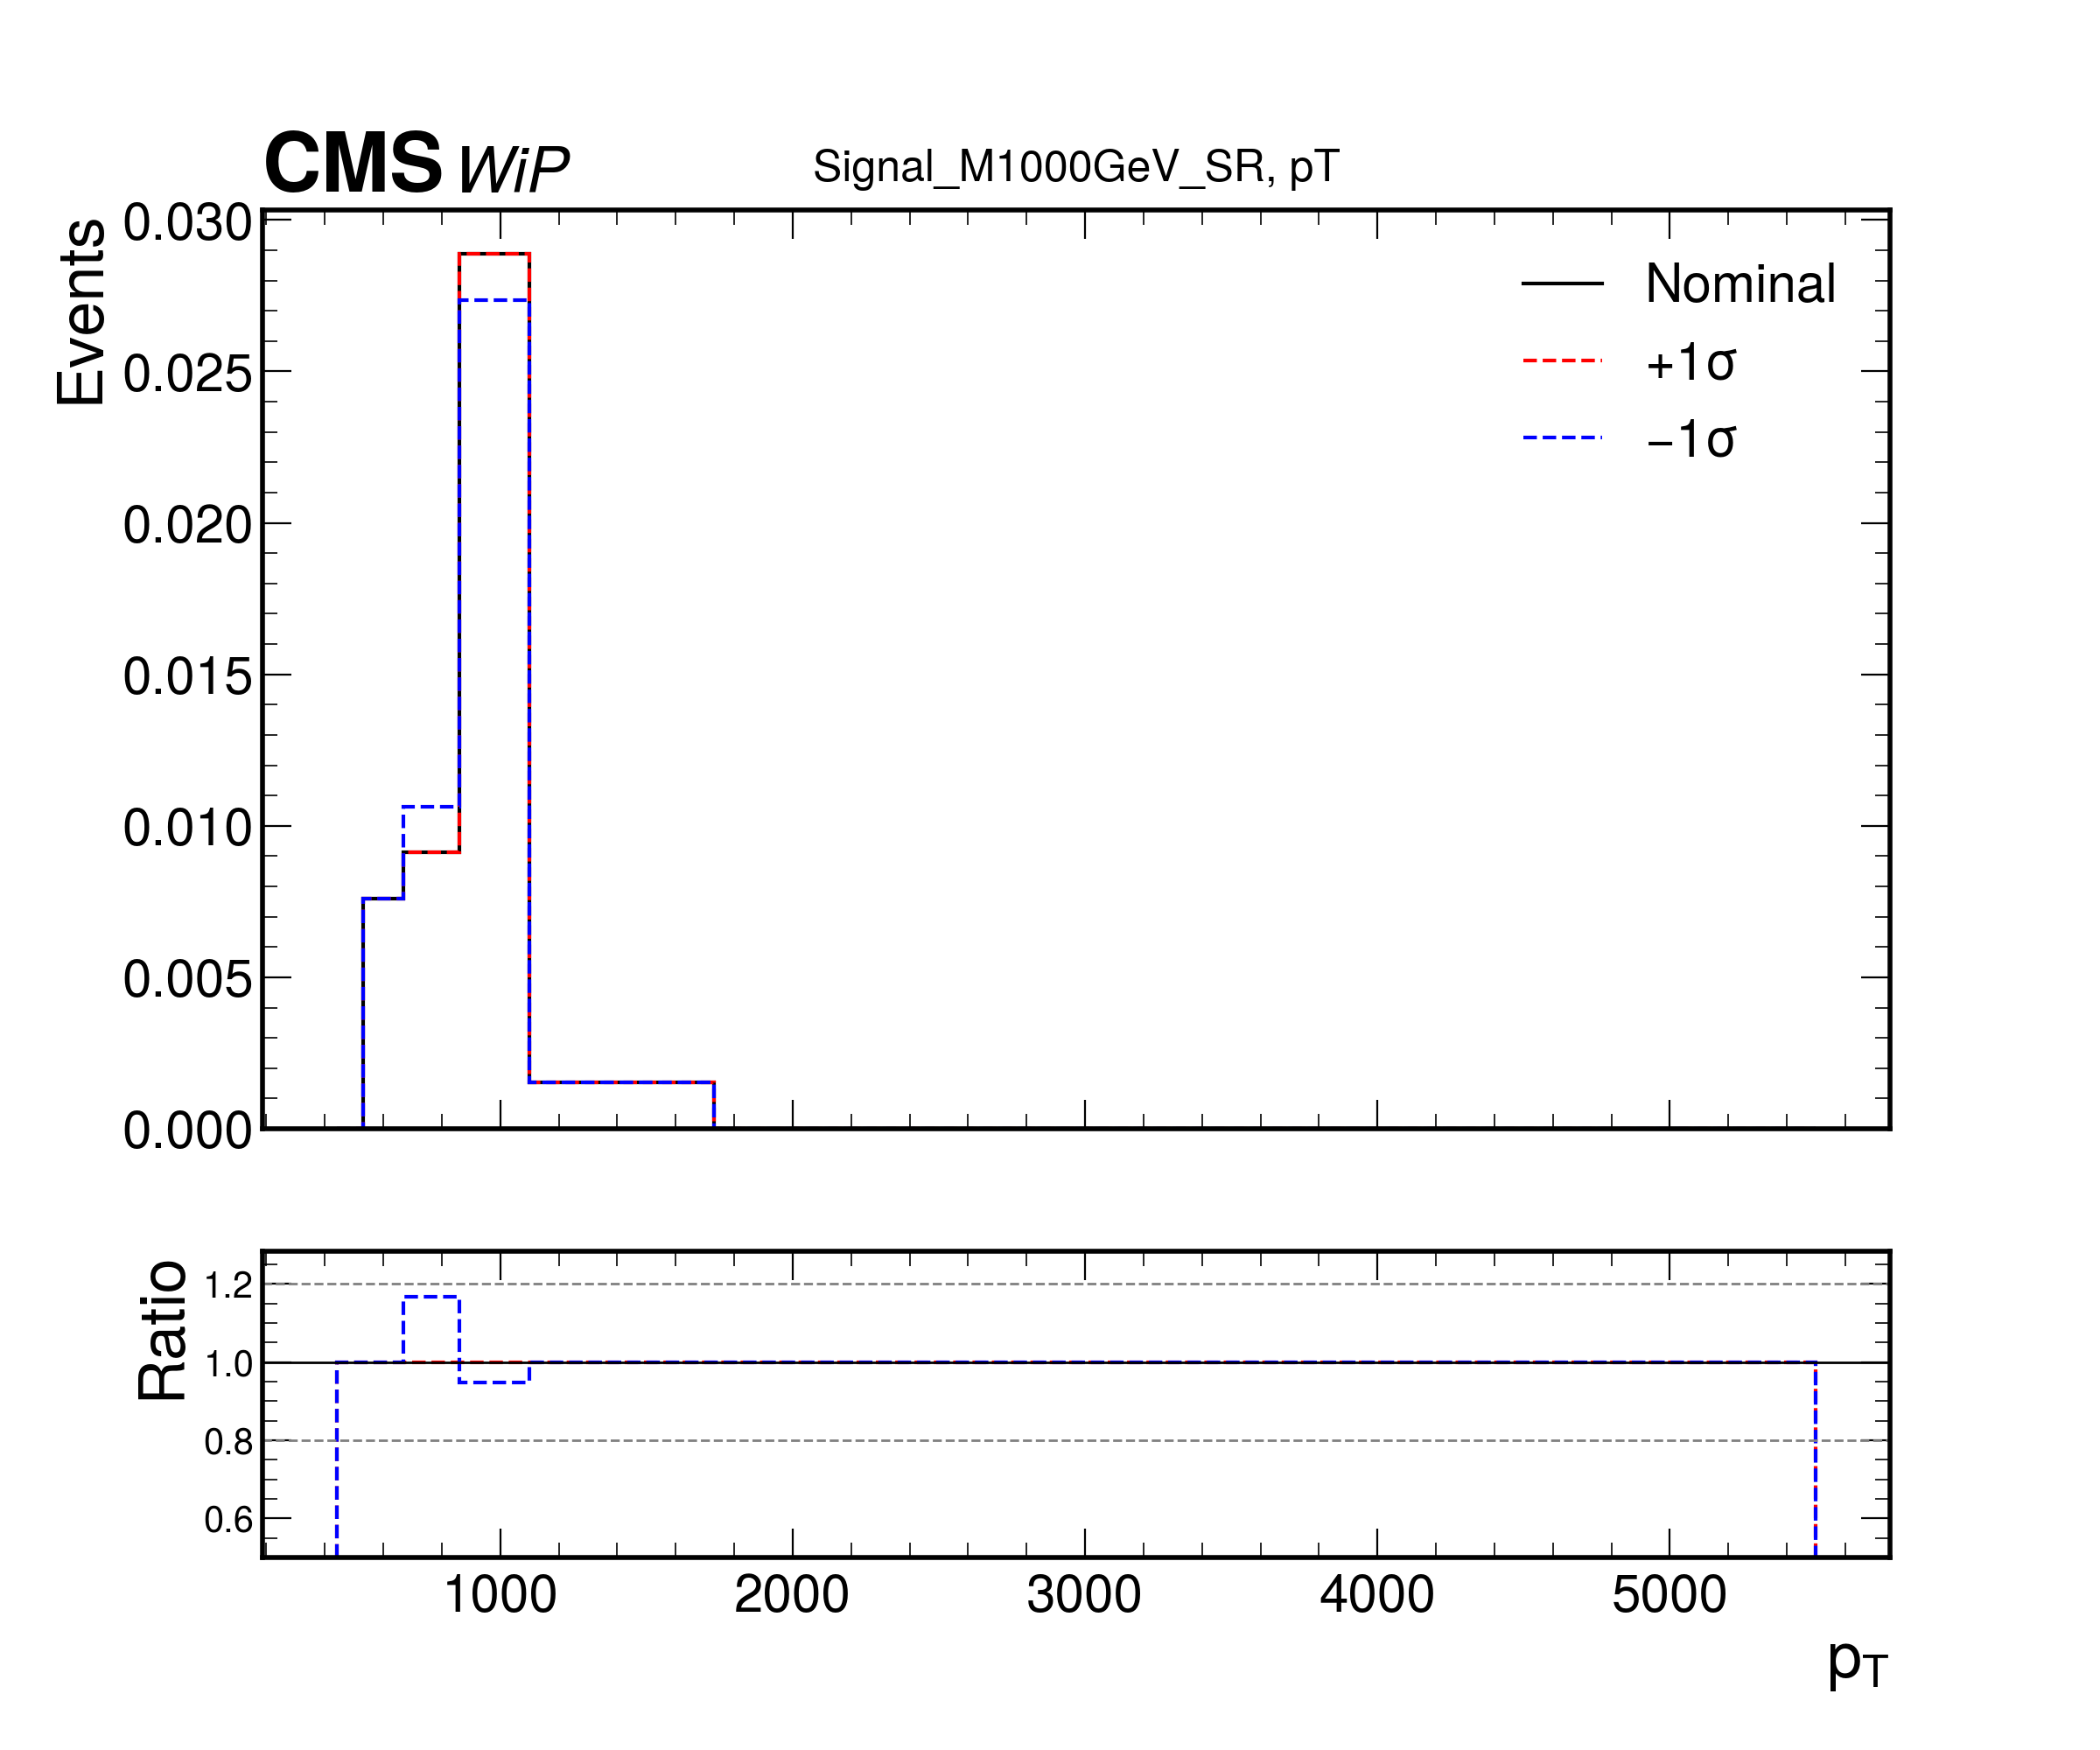 CMS WiP
Signal_M1000GeV_SR, pT
Events
0.030
0.025
0.020
0.015
0.010
0.005
0.000
Nominal
+1σ
−1σ
Ratio
1.2
1.0
0.8
0.6
1000 2000 3000 4000 5000
pT